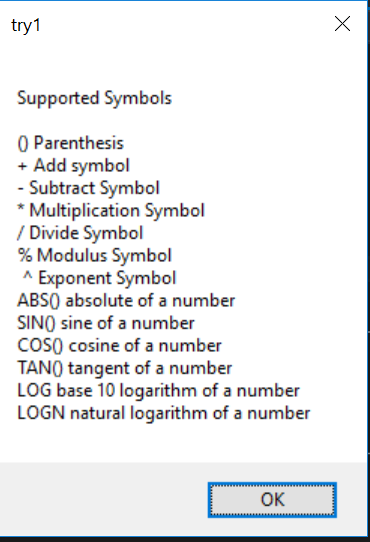 try1
Supported Symbols
() Parenthesis
+ Add symbol
- Subtract Symbol
* Multiplication Symbol
/ Divide Symbol
% Modulus Symbol
^ Exponent Symbol
ABS() absolute of a number
SIN() sine of a number
COS() cosine of a number
TAN() tangent of a number
LOG base 10 logarithm of a number
LOGN natural logarithm of a number
OK